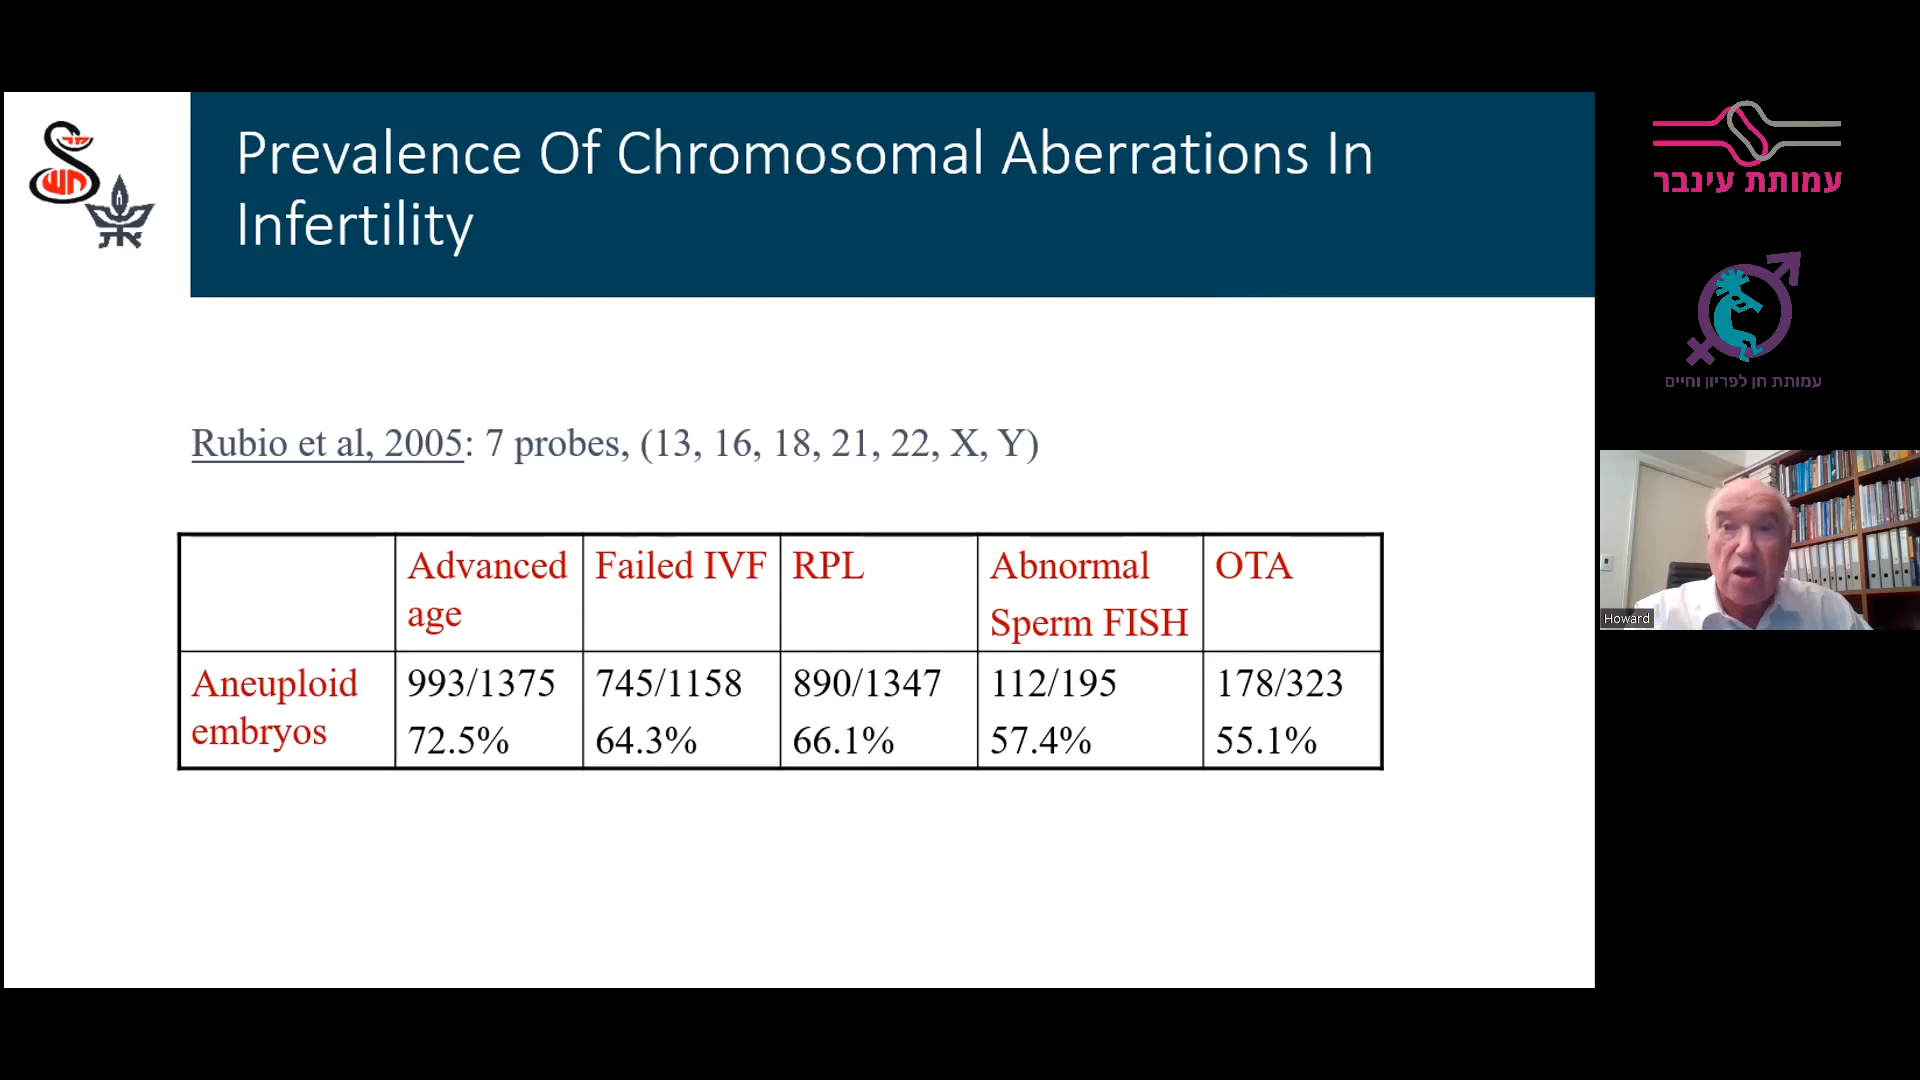 Prevalence Of Chromosomal Aberrations In
Infertility
Rubio et al, 2005: 7 probes, (13, 16, 18, 21, 22, X, Y)
Advanced age
Failed IVF
RPL
Abnormal
Sperm FISH
OTA
Aneuploid
embryos
993/1375
72.5%
745/1158
64.3%
890/1347
66.1%
112/195
57.4%
178/323
55.1%
עמותת עינבר
עמותת חן לפריון וחיים
Howard